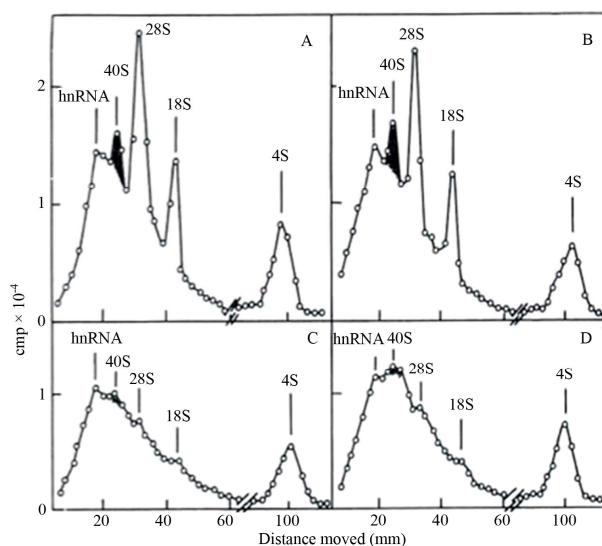 28S
A
40S
hnRNA
18S
4S
28S
B
40S
hnRNA
18S
4S
2
1
0
hnRNA
C
40S
28S
18S
4S
hnRNA
40S
D
28S
18S
4S
1
0
cmp × 10⁻⁴
20 40 60 100 20 40 60 100
Distance moved (mm)